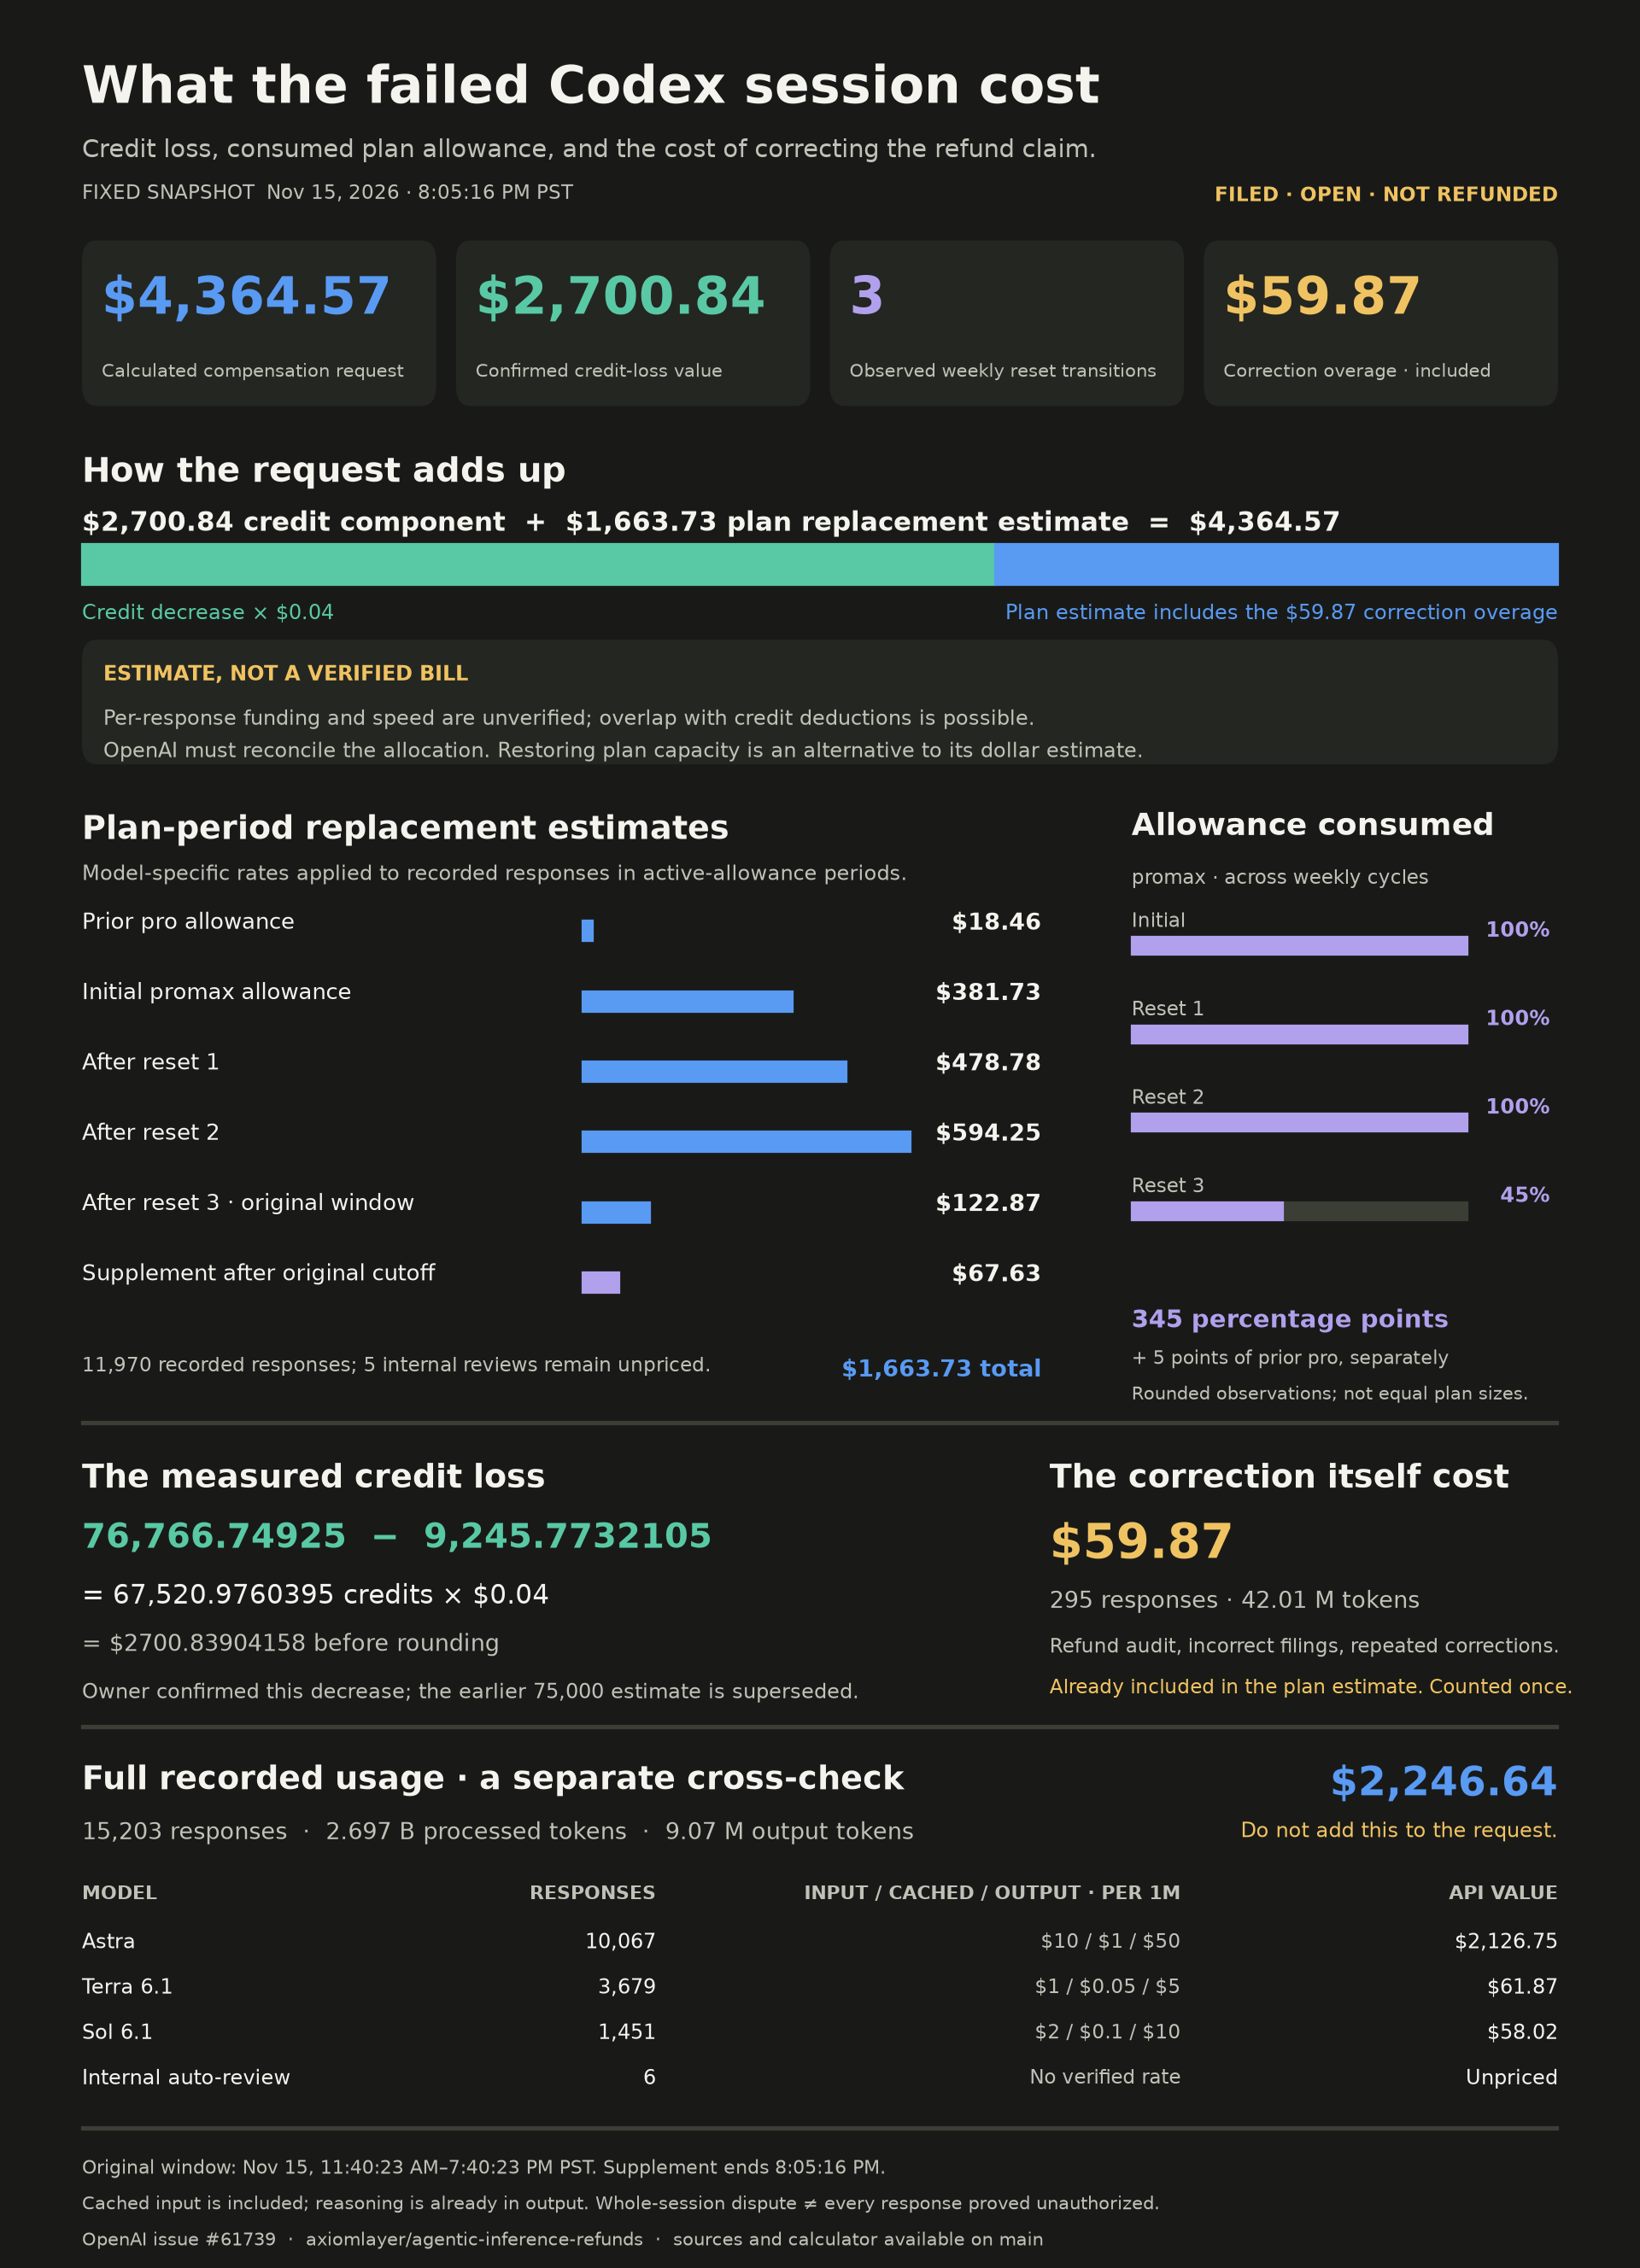 What the failed Codex session cost
Credit loss, consumed plan allowance, and the cost of correcting the refund claim.
FIXED SNAPSHOT  Nov 15, 2026 · 8:05:16 PM PST
FILED · OPEN · NOT REFUNDED
$4,364.57
Calculated compensation request
$2,700.84
Confirmed credit-loss value
3
Observed weekly reset transitions
$59.87
Correction overage · included
How the request adds up
$2,700.84 credit component  +  $1,663.73 plan replacement estimate  =  $4,364.57
Credit decrease × $0.04
Plan estimate includes the $59.87 correction overage
ESTIMATE, NOT A VERIFIED BILL
Per-response funding and speed are unverified; overlap with credit deductions is possible.
OpenAI must reconcile the allocation. Restoring plan capacity is an alternative to its dollar estimate.
Plan-period replacement estimates
Model-specific rates applied to recorded responses in active-allowance periods.
Prior pro allowance $18.46
Initial promax allowance $381.73
After reset 1 $478.78
After reset 2 $594.25
After reset 3 · original window $122.87
Supplement after original cutoff $67.63
11,970 recorded responses; 5 internal reviews remain unpriced.
$1,663.73 total
Allowance consumed
promax · across weekly cycles
Initial 100%
Reset 1 100%
Reset 2 100%
Reset 3 45%
345 percentage points
+ 5 points of prior pro, separately
Rounded observations; not equal plan sizes.
The measured credit loss
76,766.74925  −  9,245.7732105
= 67,520.9760395 credits × $0.04
= $2700.83904158 before rounding
Owner confirmed this decrease; the earlier 75,000 estimate is superseded.
The correction itself cost
$59.87
295 responses · 42.01 M tokens
Refund audit, incorrect filings, repeated corrections.
Already included in the plan estimate. Counted once.
Full recorded usage · a separate cross-check
$2,246.64
15,203 responses  ·  2.697 B processed tokens  ·  9.07 M output tokens
Do not add this to the request.
MODEL RESPONSES INPUT / CACHED / OUTPUT · PER 1M API VALUE
Astra 10,067 $10 / $1 / $50 $2,126.75
Terra 6.1 3,679 $1 / $0.05 / $5 $61.87
Sol 6.1 1,451 $2 / $0.1 / $10 $58.02
Internal auto-review 6 No verified rate Unpriced
Original window: Nov 15, 11:40:23 AM–7:40:23 PM PST. Supplement ends 8:05:16 PM.
Cached input is included; reasoning is already in output. Whole-session dispute ≠ every response proved unauthorized.
OpenAI issue #61739  ·  axiomlayer/agentic-inference-refunds  ·  sources and calculator available on main